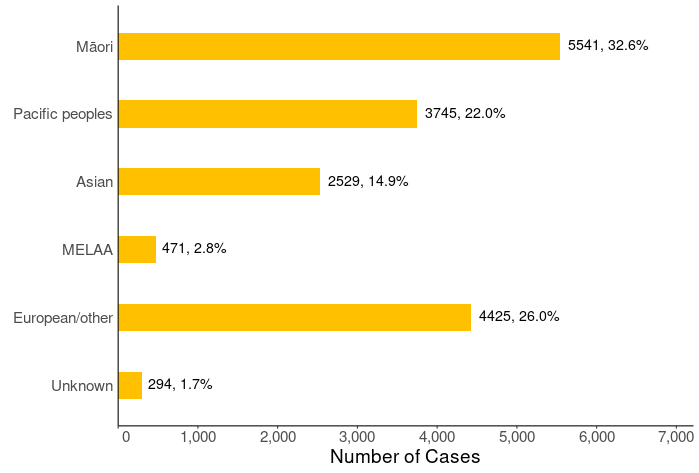 Māori 5541, 32.6%
Pacific peoples 3745, 22.0%
Asian 2529, 14.9%
MELAA 471, 2.8%
European/other 4425, 26.0%
Unknown 294, 1.7%
0 1,000 2,000 3,000 4,000 5,000 6,000 7,000
Number of Cases